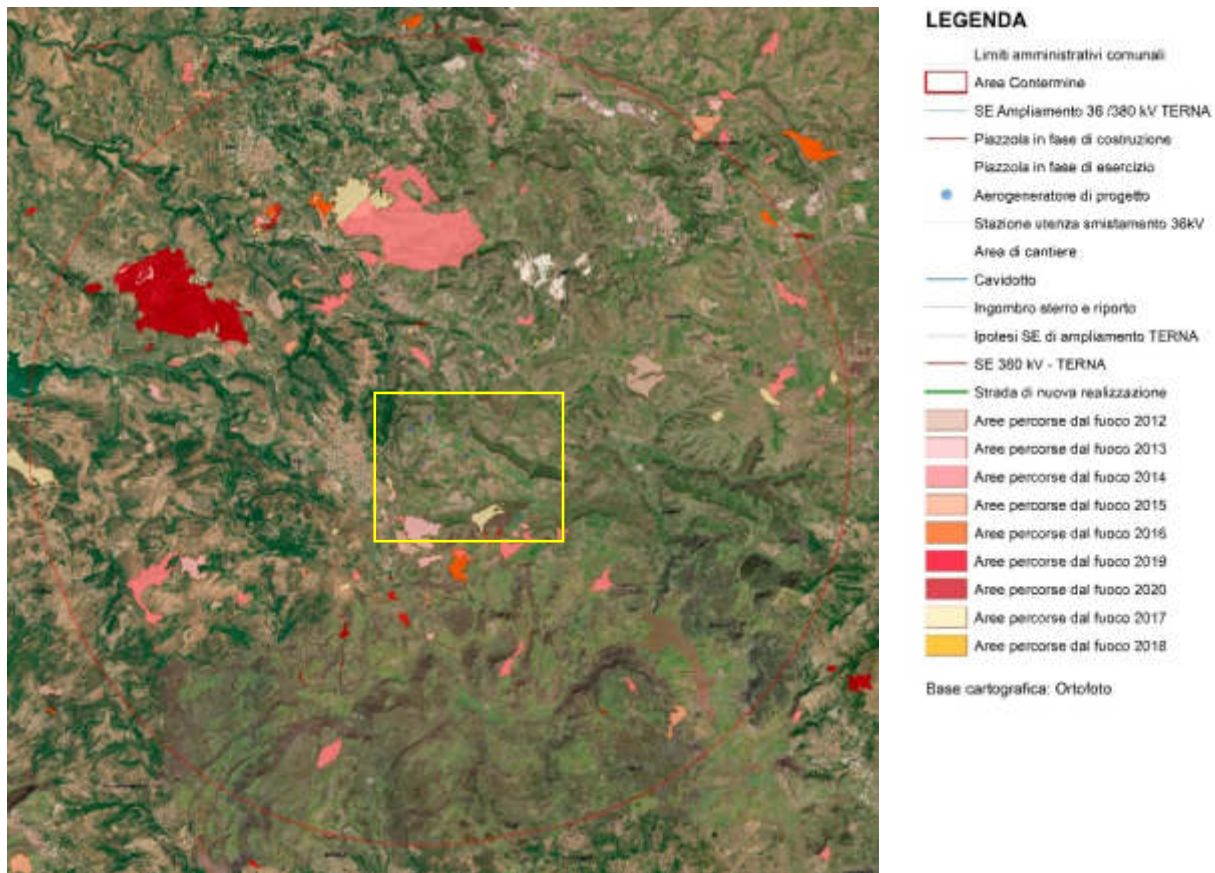 LEGENDA
Limiti amministrativi comunali
Area Contermine
SE Ampliamento 36 /380 kV TERNA
Piazzola in fase di costruzione
Piazzola in fase di esercizio
Aerogeneratore di progetto
Stazione utenza smistamento 36kV
Area di cantiere
Cavidotto
Ingombro sterro e riporto
Ipotesi SE di ampliamento TERNA
SE 380 kV - TERNA
Strada di nuova realizzazione
Aree percorse dal fuoco 2012
Aree percorse dal fuoco 2013
Aree percorse dal fuoco 2014
Aree percorse dal fuoco 2015
Aree percorse dal fuoco 2016
Aree percorse dal fuoco 2019
Aree percorse dal fuoco 2020
Aree percorse dal fuoco 2017
Aree percorse dal fuoco 2018
Base cartografica: Ortofoto